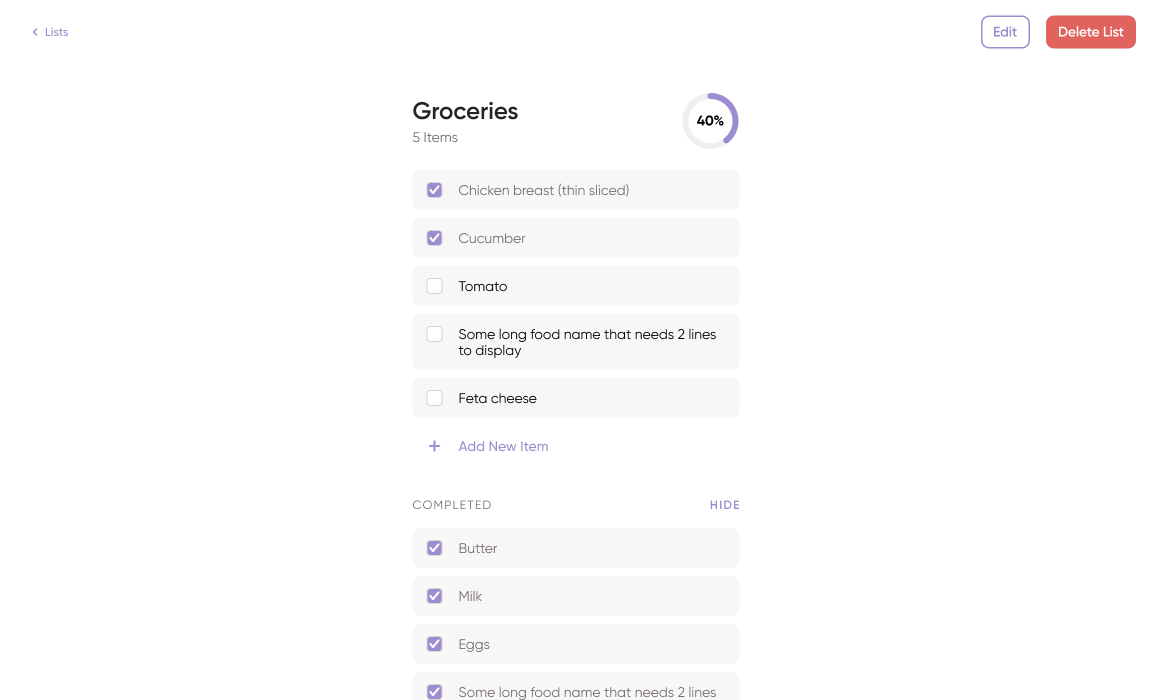 Lists
Edit
Delete List
Groceries
5 Items
40%
Chicken breast (thin sliced)
Cucumber
Tomato
Some long food name that needs 2 lines
to display
Feta cheese
Add New Item
COMPLETED
HIDE
Butter
Milk
Eggs
Some long food name that needs 2 lines